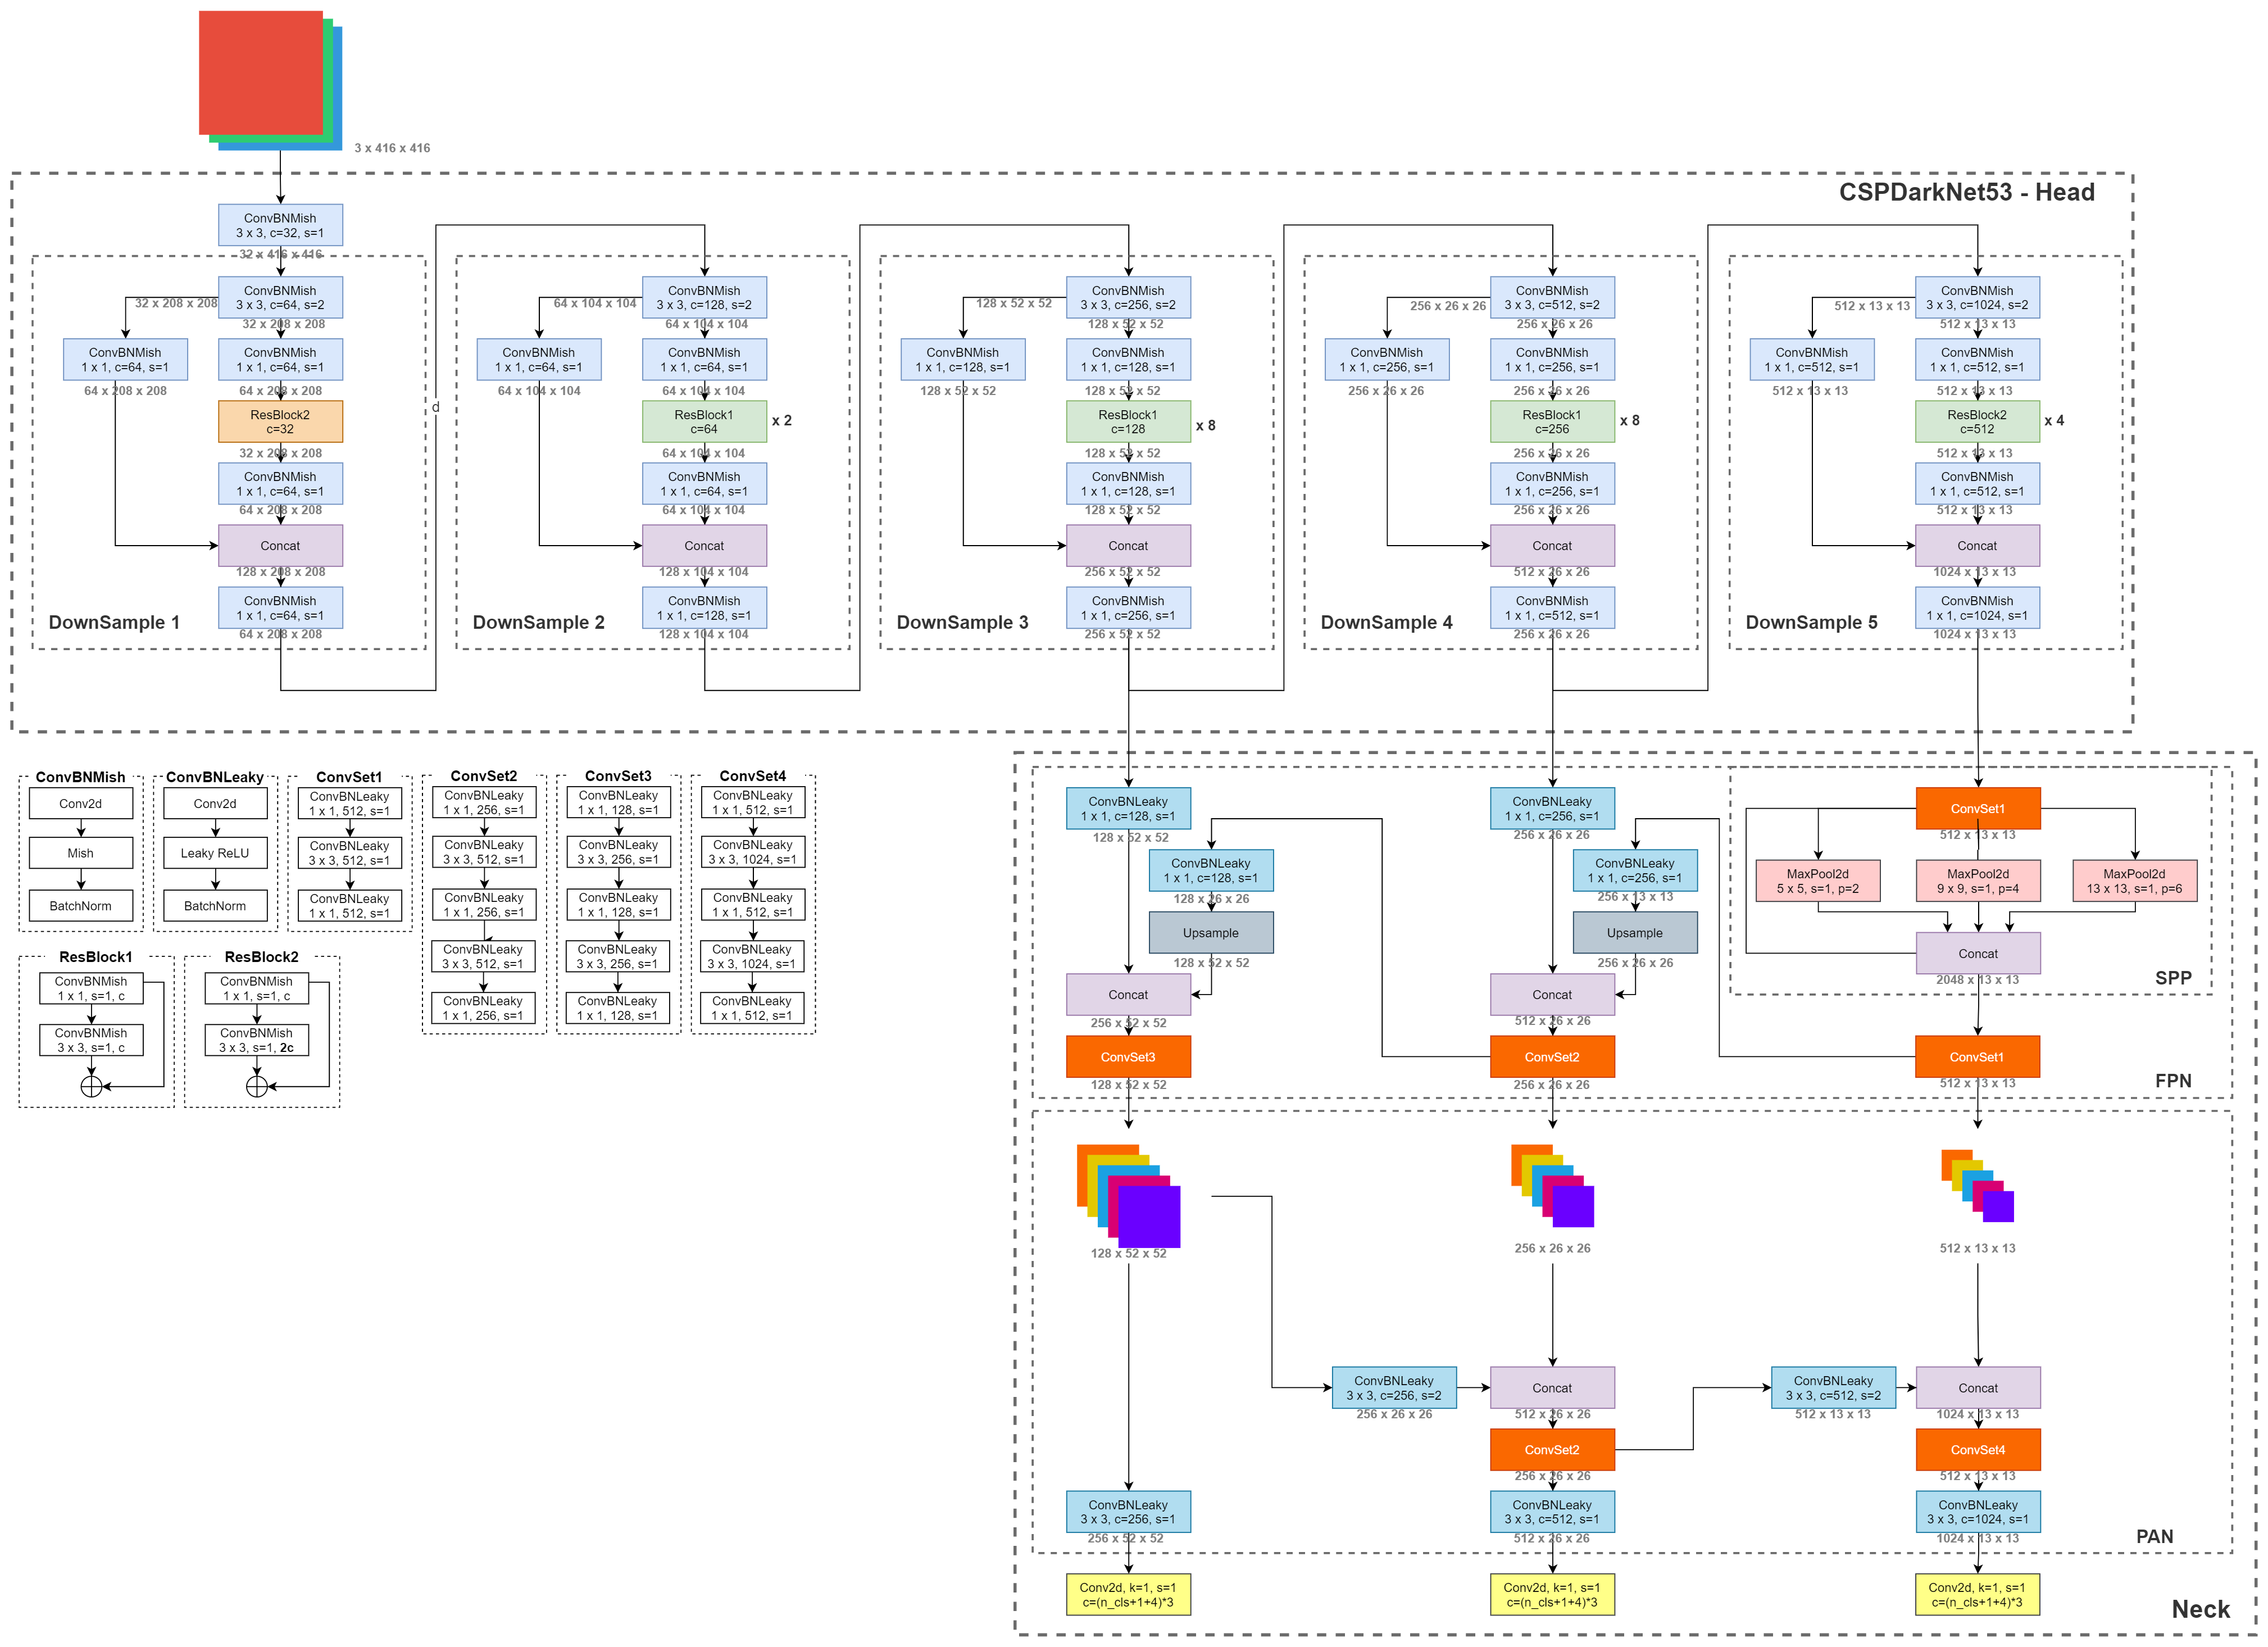 3 x 416 x 416
CSPDarkNet53 - Head
ConvBNMish
3 x 3, c=32, s=1
32 x 416 x 416
ConvBNMish
3 x 3, c=64, s=2
32 x 208 x 208
32 x 208 x 208
ConvBNMish
1 x 1, c=64, s=1
64 x 208 x 208
ConvBNMish
1 x 1, c=64, s=1
64 x 208 x 208
ResBlock2
c=32
32 x 208 x 208
ConvBNMish
1 x 1, c=64, s=1
64 x 208 x 208
Concat
128 x 208 x 208
ConvBNMish
1 x 1, c=64, s=1
64 x 208 x 208
DownSample 1
d
ConvBNMish
3 x 3, c=128, s=2
64 x 104 x 104
64 x 104 x 104
ConvBNMish
1 x 1, c=64, s=1
64 x 104 x 104
ConvBNMish
1 x 1, c=64, s=1
64 x 104 x 104
ResBlock1
c=64
x 2
64 x 104 x 104
ConvBNMish
1 x 1, c=64, s=1
64 x 104 x 104
Concat
128 x 104 x 104
ConvBNMish
1 x 1, c=128, s=1
128 x 104 x 104
DownSample 2
ConvBNMish
3 x 3, c=256, s=2
128 x 52 x 52
128 x 52 x 52
ConvBNMish
1 x 1, c=128, s=1
128 x 52 x 52
ConvBNMish
1 x 1, c=128, s=1
128 x 52 x 52
ResBlock1
c=128
x 8
128 x 52 x 52
ConvBNMish
1 x 1, c=128, s=1
128 x 52 x 52
Concat
256 x 52 x 52
ConvBNMish
1 x 1, c=256, s=1
256 x 52 x 52
DownSample 3
ConvBNMish
3 x 3, c=512, s=2
256 x 26 x 26
256 x 26 x 26
ConvBNMish
1 x 1, c=256, s=1
256 x 26 x 26
ConvBNMish
1 x 1, c=256, s=1
256 x 26 x 26
ResBlock1
c=256
x 8
256 x 26 x 26
ConvBNMish
1 x 1, c=256, s=1
256 x 26 x 26
Concat
512 x 26 x 26
ConvBNMish
1 x 1, c=512, s=1
256 x 26 x 26
DownSample 4
ConvBNMish
3 x 3, c=1024, s=2
512 x 13 x 13
512 x 13 x 13
ConvBNMish
1 x 1, c=512, s=1
512 x 13 x 13
ConvBNMish
1 x 1, c=512, s=1
512 x 13 x 13
ResBlock2
c=512
x 4
512 x 13 x 13
ConvBNMish
1 x 1, c=512, s=1
512 x 13 x 13
Concat
1024 x 13 x 13
ConvBNMish
1 x 1, c=1024, s=1
1024 x 13 x 13
DownSample 5
ConvBNMish
Conv2d
Mish
BatchNorm
ConvBNLeaky
Conv2d
Leaky ReLU
BatchNorm
ConvSet1
ConvBNLeaky
1 x 1, 512, s=1
ConvBNLeaky
3 x 3, 512, s=1
ConvBNLeaky
1 x 1, 512, s=1
ConvSet2
ConvBNLeaky
1 x 1, 256, s=1
ConvBNLeaky
3 x 3, 512, s=1
ConvBNLeaky
1 x 1, 256, s=1
ConvBNLeaky
3 x 3, 512, s=1
ConvBNLeaky
1 x 1, 256, s=1
ConvSet3
ConvBNLeaky
1 x 1, 128, s=1
ConvBNLeaky
3 x 3, 256, s=1
ConvBNLeaky
1 x 1, 128, s=1
ConvBNLeaky
3 x 3, 256, s=1
ConvBNLeaky
1 x 1, 128, s=1
ConvSet4
ConvBNLeaky
1 x 1, 512, s=1
ConvBNLeaky
3 x 3, 1024, s=1
ConvBNLeaky
1 x 1, 512, s=1
ConvBNLeaky
3 x 3, 1024, s=1
ConvBNLeaky
1 x 1, 512, s=1
ResBlock1
ConvBNMish
1 x 1, s=1, c
ConvBNMish
3 x 3, s=1, c
ResBlock2
ConvBNMish
1 x 1, s=1, c
ConvBNMish
3 x 3, s=1, 2c
ConvBNLeaky
1 x 1, c=128, s=1
128 x 52 x 52
ConvBNLeaky
1 x 1, c=128, s=1
128 x 26 x 26
Upsample
128 x 52 x 52
Concat
256 x 52 x 52
ConvSet3
128 x 52 x 52
ConvBNLeaky
1 x 1, c=256, s=1
256 x 26 x 26
ConvBNLeaky
1 x 1, c=256, s=1
256 x 13 x 13
Upsample
256 x 26 x 26
Concat
512 x 26 x 26
ConvSet2
256 x 26 x 26
ConvSet1
512 x 13 x 13
MaxPool2d
5 x 5, s=1, p=2
MaxPool2d
9 x 9, s=1, p=4
MaxPool2d
13 x 13, s=1, p=6
Concat
2048 x 13 x 13
SPP
ConvSet1
512 x 13 x 13
FPN
128 x 52 x 52
256 x 26 x 26
512 x 13 x 13
ConvBNLeaky
3 x 3, c=256, s=2
256 x 26 x 26
Concat
512 x 26 x 26
ConvBNLeaky
3 x 3, c=512, s=2
512 x 13 x 13
Concat
1024 x 13 x 13
ConvSet2
256 x 26 x 26
ConvSet4
512 x 13 x 13
ConvBNLeaky
3 x 3, c=256, s=1
256 x 52 x 52
ConvBNLeaky
3 x 3, c=512, s=1
512 x 26 x 26
ConvBNLeaky
3 x 3, c=1024, s=1
1024 x 13 x 13
PAN
Conv2d, k=1, s=1
c=(n_cls+1+4)*3
Conv2d, k=1, s=1
c=(n_cls+1+4)*3
Conv2d, k=1, s=1
c=(n_cls+1+4)*3
Neck